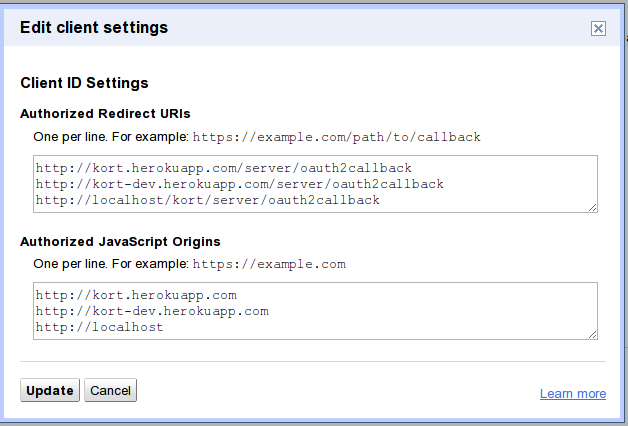 Edit client settings
Client ID Settings
Authorized Redirect URIs
One per line. For example: https://example.com/path/to/callback
http://kort.herokuapp.com/server/oauth2callback
http://kort-dev.herokuapp.com/server/oauth2callback
http://localhost/kort/server/oauth2callback
Authorized JavaScript Origins
One per line. For example: https://example.com
http://kort.herokuapp.com
http://kort-dev.herokuapp.com
http://localhost
Update Cancel Learn more